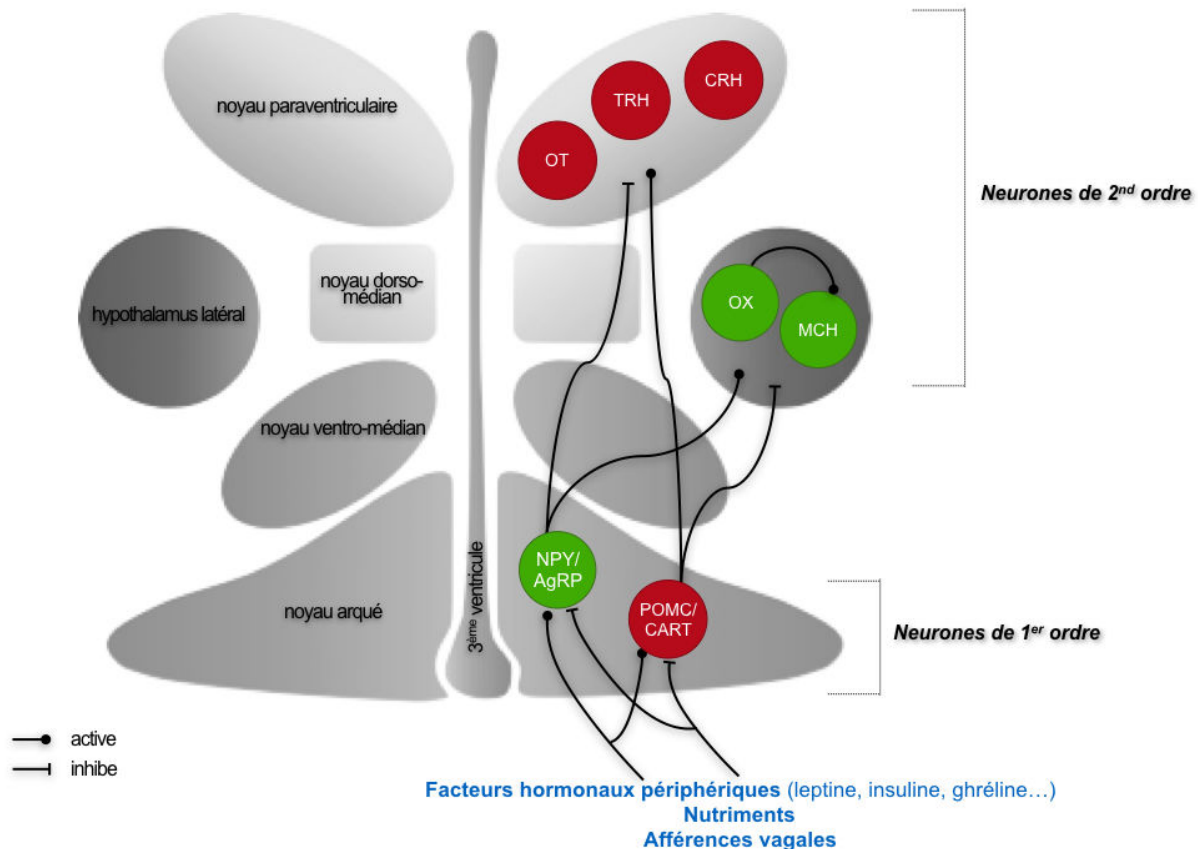 noyau paraventriculaire
OT
TRH
CRH
Neurones de 2nd ordre
hypothalamus latéral
noyau dorso-
médian
OX
MCH
noyau ventro-médian
3ème ventricule
noyau arqué
NPY/
AgRP
POMC/
CART
Neurones de 1er ordre
active
inhibe
Facteurs hormonaux périphériques (leptine, insuline, ghréline…)
Nutriments
Afférences vagales